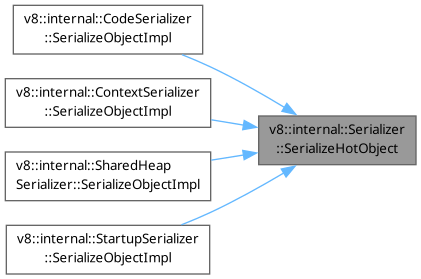 v8::internal::CodeSerializer
::SerializeObjectImpl
v8::internal::ContextSerializer
::SerializeObjectImpl
v8::internal::SharedHeap
Serializer::SerializeObjectImpl
v8::internal::StartupSerializer
::SerializeObjectImpl
v8::internal::Serializer
::SerializeHotObject